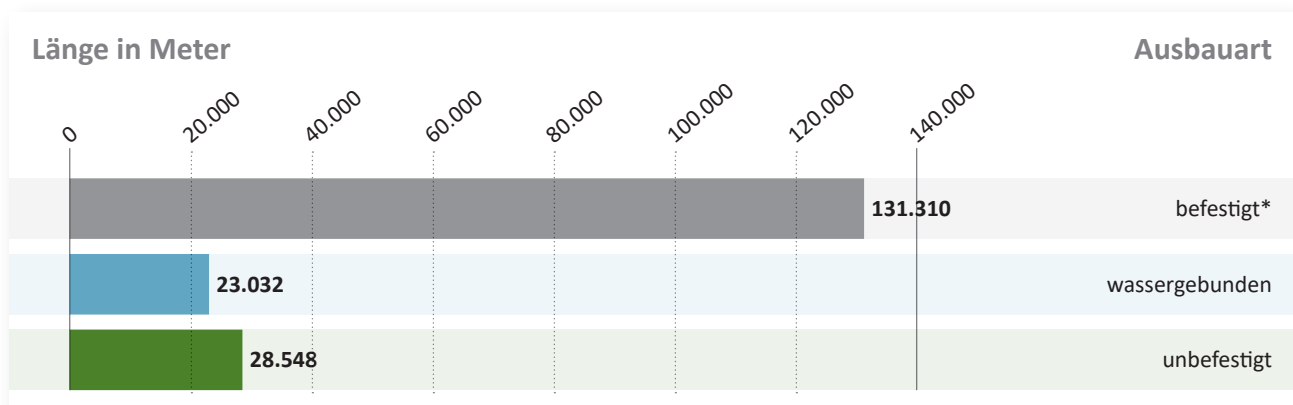 Länge in Meter Ausbauart
0 20.000 40.000 60.000 80.000 100.000 120.000 140.000
131.310 befestigt*
23.032 wassergebunden
28.548 unbefestigt